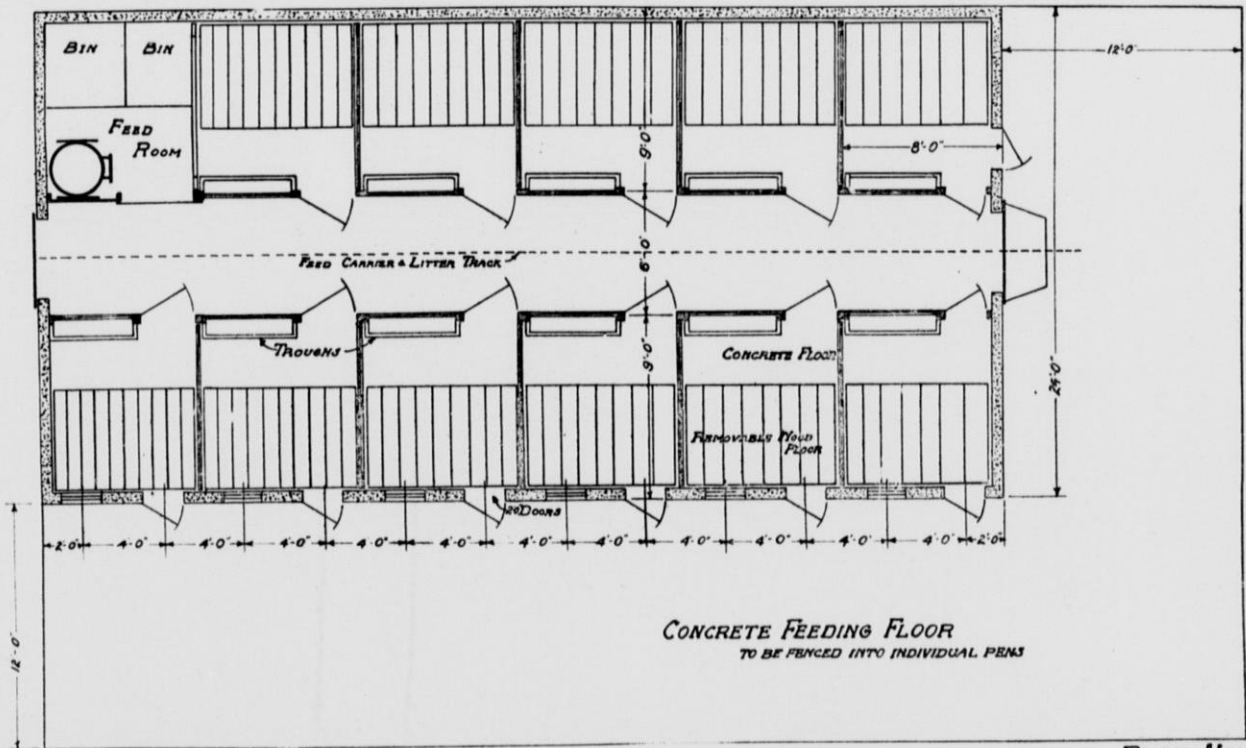 BIN
BIN
12'-0"
FEED
ROOM
9'-0"
8'-0"
FEED CARRIER & LITTER TRACK
6'-0"
TROUGHS
9'-0"
CONCRETE FLOOR
24'-0"
REMOVABLE WOOD
FLOOR
DOORS
2'-0" 4'-0" 4'-0" 4'-0" 4'-0" 4'-0" 4'-0" 4'-0" 4'-0" 4'-0" 4'-0" 4'-0" 2'-0"
CONCRETE FEEDING FLOOR
TO BE FENCED INTO INDIVIDUAL PENS
12'-0"